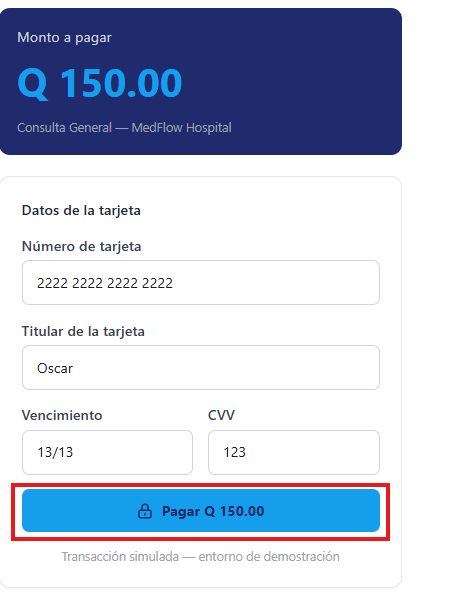 Monto a pagar
Q 150.00
Consulta General — MedFlow Hospital
Datos de la tarjeta
Número de tarjeta
2222 2222 2222 2222
Titular de la tarjeta
Oscar
Vencimiento CVV
13/13 123
Pagar Q 150.00
Transacción simulada — entorno de demostración